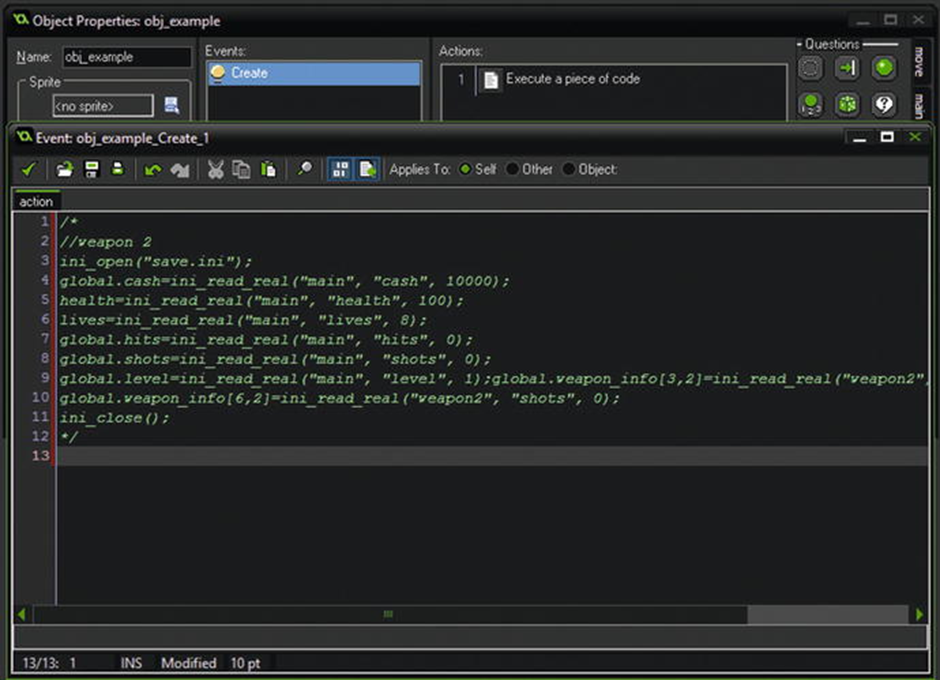 Object Properties: obj_example
Name: obj_example
Events:
Actions:
Questions
move
Sprite
<no sprite>
Create
1 Execute a piece of code
main
Event: obj_example_Create_1
Applies To: Self Other Object:
action
1 /*
2 //weapon 2
3 ini_open("save.ini");
4 global.cash=ini_read_real("main", "cash", 10000);
5 health=ini_read_real("main", "health", 100);
6 lives=ini_read_real("main", "lives", 8);
7 global.hits=ini_read_real("main", "hits", 0);
8 global.shots=ini_read_real("main", "shots", 0);
9 global.level=ini_read_real("main", "level", 1);global.weapon_info[3,2]=ini_read_real("weapon2",
10 global.weapon_info[6,2]=ini_read_real("weapon2", "shots", 0);
11 ini_close();
12 */
13
13/13: 1 INS Modified 10 pt